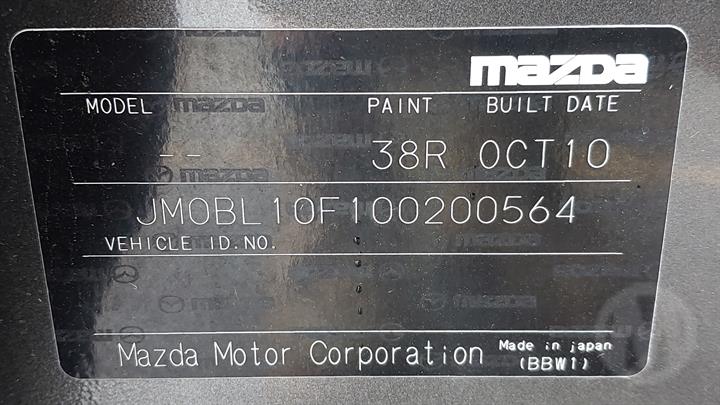 mazda
MODEL PAINT BUILT DATE
-- 38R OCT10
JM0BL10F100200564
VEHICLE ID.NO.
Mazda Motor Corporation Made in japan
(BBW1)